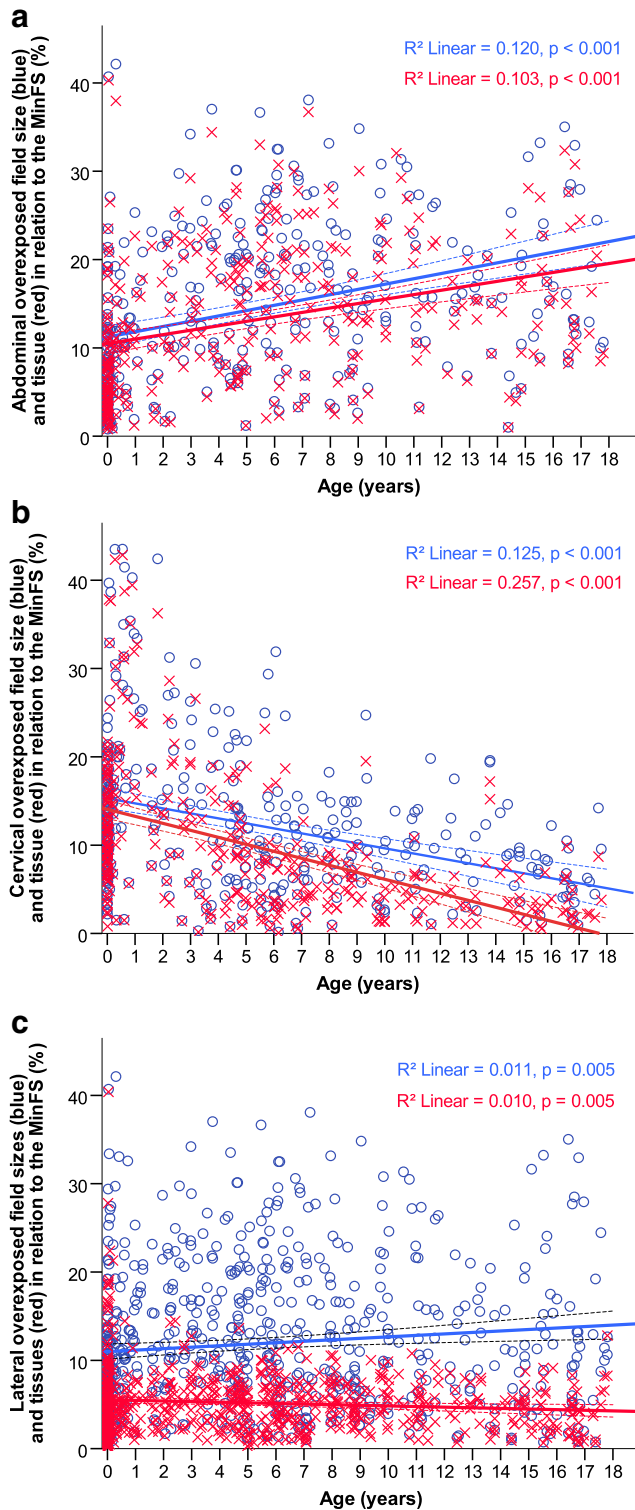 a
Abdominal overexposed field size (blue)
and tissue (red) in relation to the MinFS (%)
R² Linear = 0.120, p < 0.001
R² Linear = 0.103, p < 0.001
40
30
20
10
0
0 1 2 3 4 5 6 7 8 9 10 11 12 13 14 15 16 17 18
Age (years)
b
Cervical overexposed field size (blue)
and tissue (red) in relation to the MinFS (%)
R² Linear = 0.125, p < 0.001
R² Linear = 0.257, p < 0.001
40
30
20
10
0
0 1 2 3 4 5 6 7 8 9 10 11 12 13 14 15 16 17 18
Age (years)
c
Lateral overexposed field sizes (blue)
and tissues (red) in relation to the MinFS (%)
R² Linear = 0.011, p = 0.005
R² Linear = 0.010, p = 0.005
40
30
20
10
0
0 1 2 3 4 5 6 7 8 9 10 11 12 13 14 15 16 17 18
Age (years)